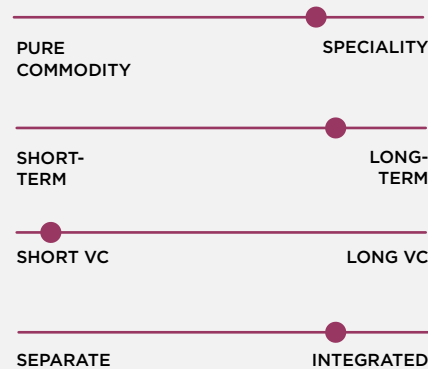 PURE
COMMODITY
SPECIALITY
SHORT-
TERM
LONG-
TERM
SHORT VC
LONG VC
SEPARATE
INTEGRATED